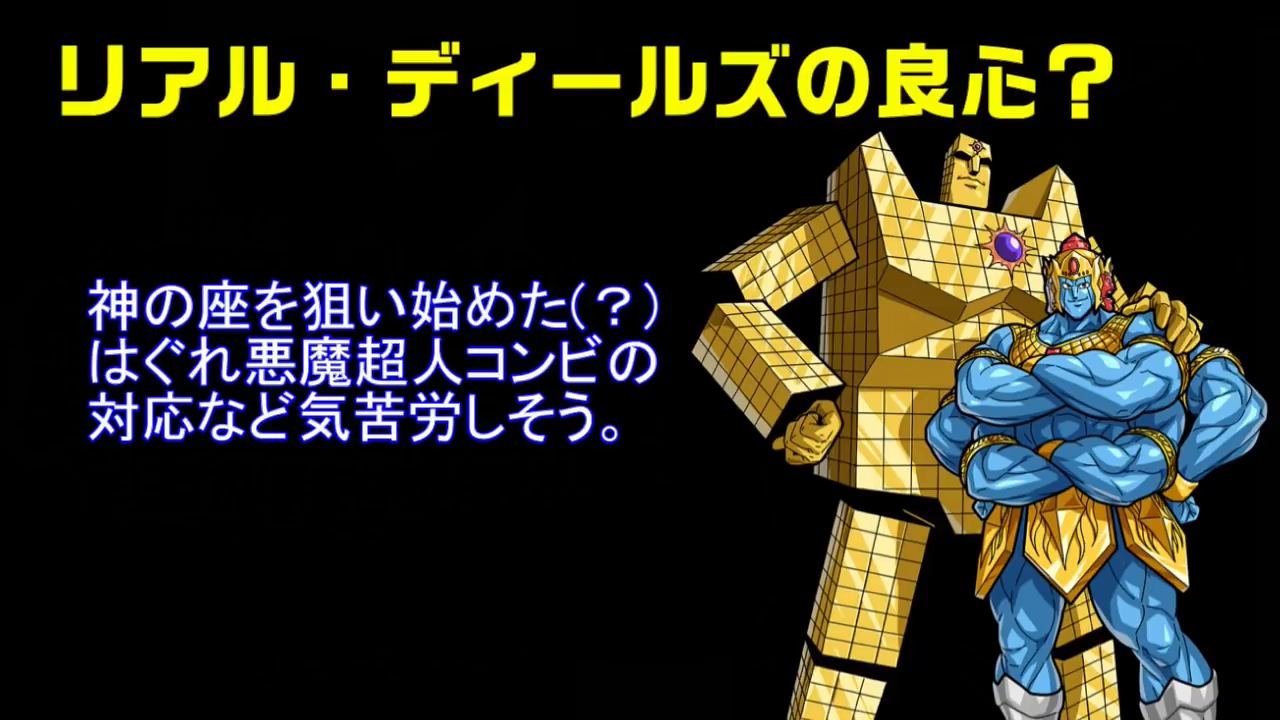 リアル・ディールズの良心？
神の座を狙い始めた(？)
はぐれ悪魔超人コンビの
対応など気苦労しそう。